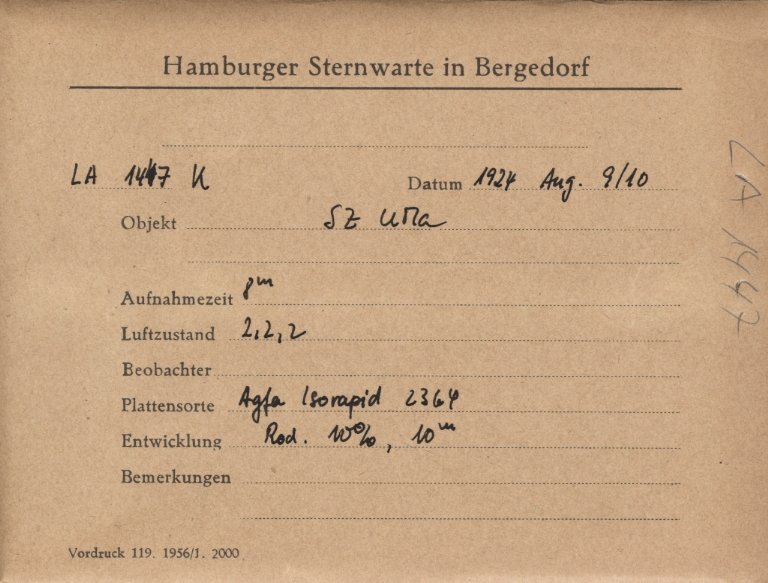 Hamburger Sternwarte in Bergedorf
LA 1447 K Datum 1924 Aug. 9/10
Objekt SZ UMa
Aufnahmezeit 8m
Luftzustand 2,2,2
Beobachter
Plattensorte Agfa Isorapid 2364
Entwicklung Rod. 10%, 10m
Bemerkungen
Vordruck 119. 1956/1. 2000
LA 1447